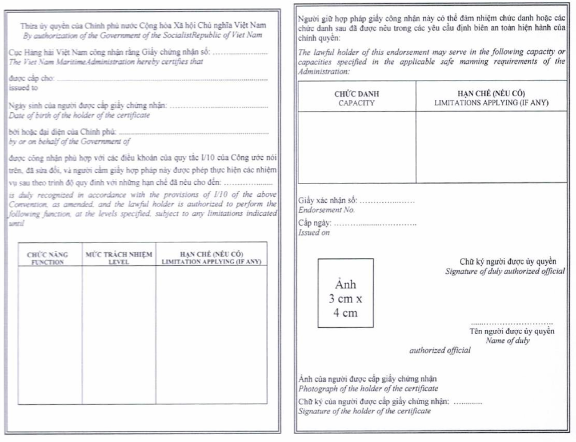 Thừa ủy quyền của Chính phủ nước Cộng hòa Xã hội Chủ nghĩa Việt Nam
By authorization of the Government of the SocialistRepublic of Viet Nam
Cục Hàng hải Việt Nam công nhận rằng Giấy chứng nhận số: ...........................
The Viet Nam MaritimeAdministration hereby certifies that
được cấp cho: ...........................
issued to
Ngày sinh của người được cấp giấy chứng nhận: ...........................
Date of birth of the holder of the certificate
bởi hoặc đại diện của Chính phủ: ...........................
by or on behalf of the Government of
được công nhận phù hợp với các điều khoản của quy tắc I/10 của Công ước nói
trên, đã sửa đổi, và người cầm giấy hợp pháp này được phép thực hiện các nhiệm
vụ sau theo trình độ quy định với những hạn chế đã nêu cho đến: ...................
is duly recognized in accordance with the provisions of I/10 of the above
Convention, as amended, and the lawful holder is authorized to perform the
following function, at the levels specified, subject to any limitations indicated
until
CHỨC NĂNG MỨC TRÁCH NHIỆM HẠN CHẾ (NẾU CÓ)
FUNCTION LEVEL LIMITATION APPLYING (IF ANY)
Người giữ hợp pháp giấy công nhận này có thể đảm nhiệm chức danh hoặc các
chức danh sau đã được nêu trong các yêu cầu định biên an toàn hiện hành của
chính quyền:
The lawful holder of this endorsement may serve in the following capacity or
capacities specified in the applicable safe manning requirements of the
Administration:
CHỨC DANH HẠN CHẾ (NẾU CÓ)
CAPACITY LIMITATIONS APPLYING (IF ANY)
Giấy xác nhận số: ......................
Endorsement No.
Cấp ngày: ..............................
Issued on
Chữ ký người được ủy quyền
Signature of duly authorized official
Ảnh
3 cm x
4 cm
..............................
Tên người được ủy quyền
Name of duly
authorized official
Ảnh của người được cấp giấy chứng nhận
Photograph of the holder of the certificate
Chữ ký của người được cấp giấy chứng nhận: .............
Signature of the holder of the certificate